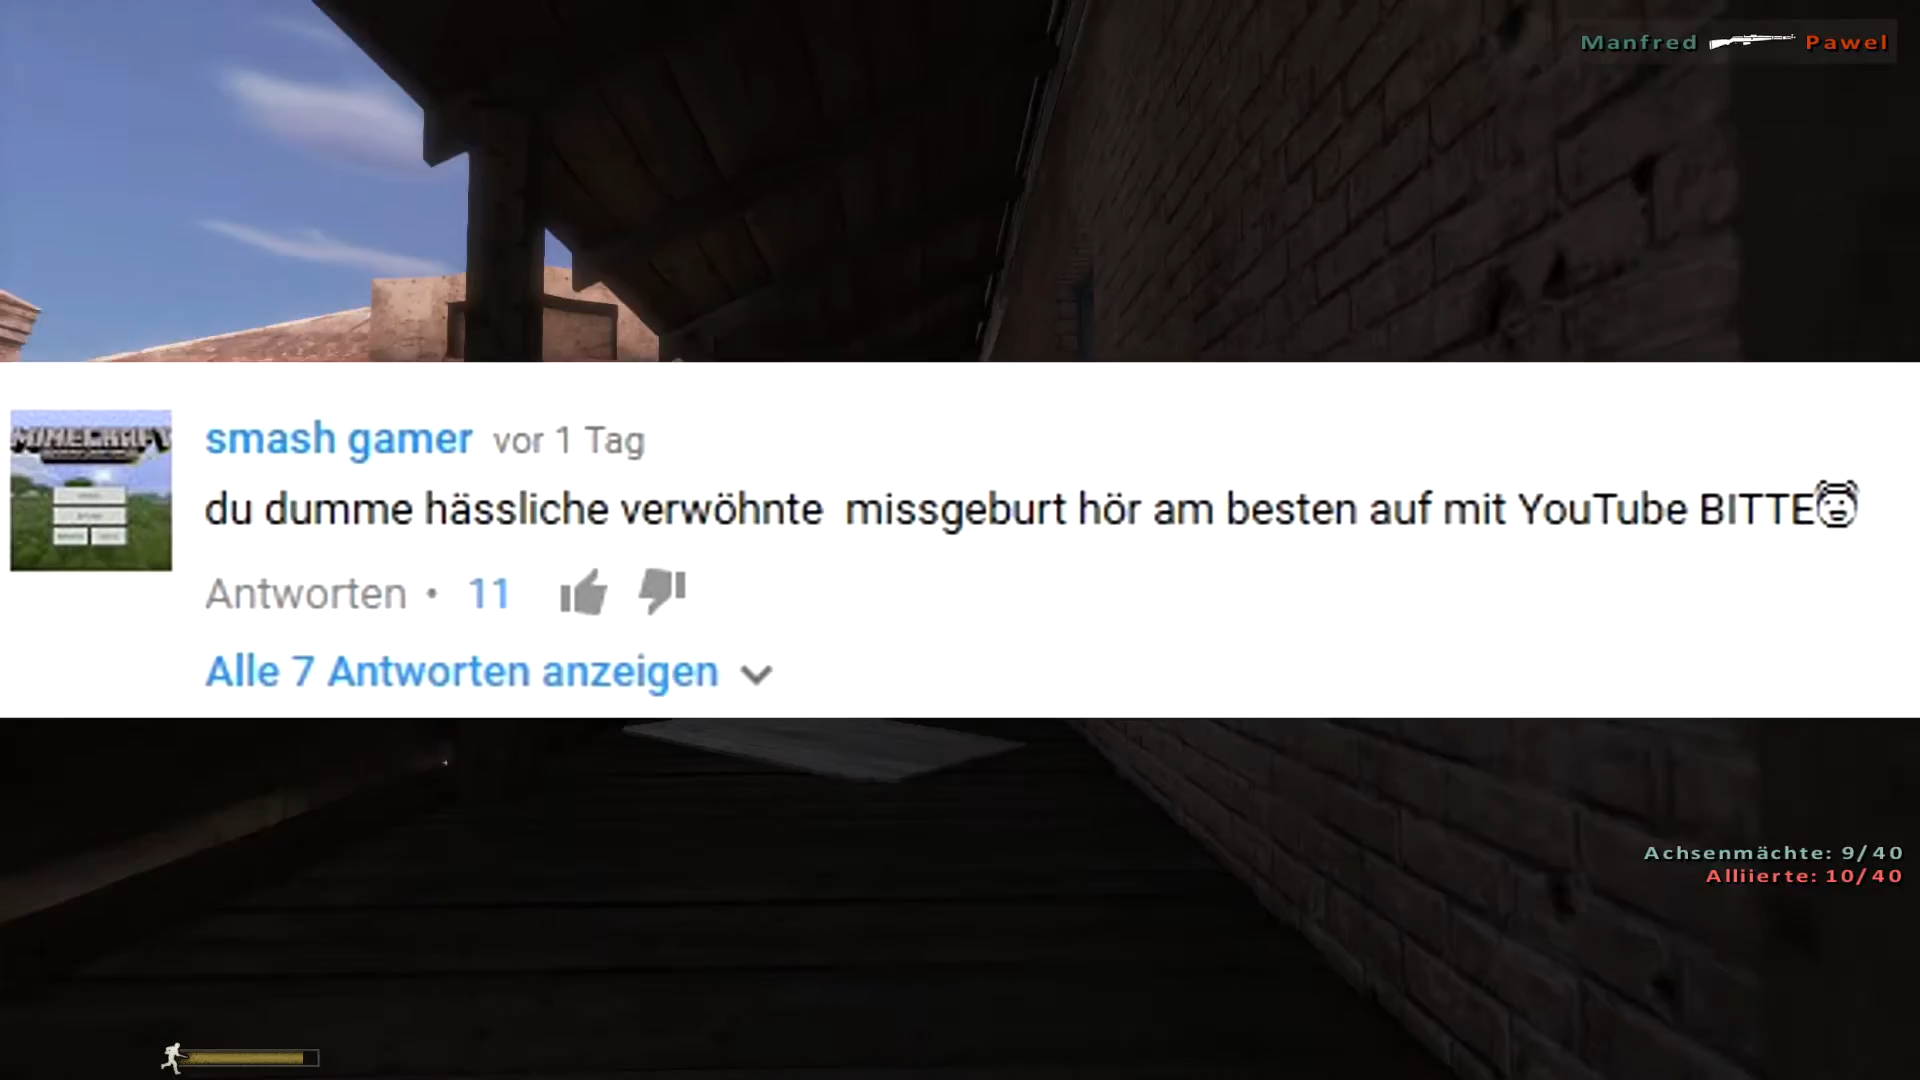 Manfred Pawel
MINECRAFT
smash gamer vor 1 Tag
du dumme hässliche verwöhnte missgeburt hör am besten auf mit YouTube BITTE
Antworten • 11
Alle 7 Antworten anzeigen
Achsenmächte: 9/40
Alliierte: 10/40